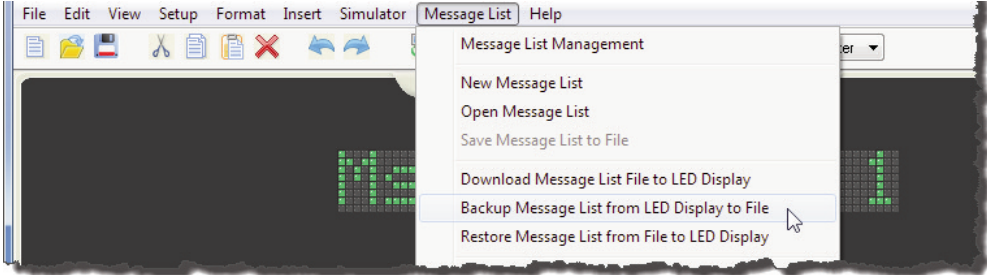 File Edit View Setup Format Insert Simulator Message List Help
Message List Management
New Message List
Open Message List
Save Message List to File
Download Message List File to LED Display
Backup Message List from LED Display to File
Restore Message List from File to LED Display